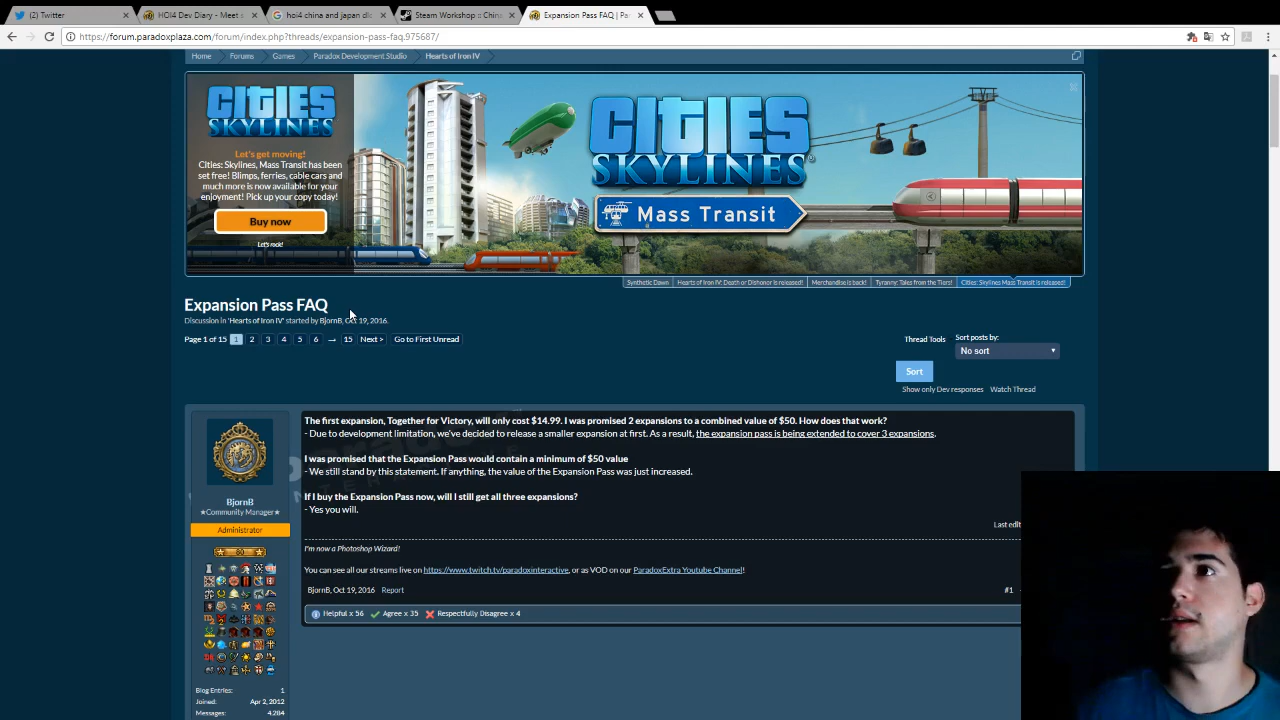 (2) Twitter
HOI4 Dev Diary - Meet s
hoi4 china and japan dlc
Steam Workshop :: China
Expansion Pass FAQ | Par
https://forum.paradoxplaza.com/forum/index.php?threads/expansion-pass-faq.975687/
Home Forums Games Paradox Development Studio Hearts of Iron IV
CITIES SKYLINES
Let's get moving!
Cities: Skylines, Mass Transit has been
set free! Blimps, ferries, cable cars and
much more is now available for your
enjoyment! Pick up your copy today!
Buy now
Let's rock!
CITIES SKYLINES
Mass Transit
Synthetic Dawn Hearts of Iron IV: Death or Dishonor is released! Merchandise is back! Tyranny: Tales from the Tiers! Cities: Skylines Mass Transit is released!
Expansion Pass FAQ
Discussion in 'Hearts of Iron IV' started by BjornB, Oct 19, 2016.
Page 1 of 15 1 2 3 4 5 6 → 15 Next > Go to First Unread
Thread Tools
Sort posts by:
No sort
Sort
Show only Dev responses Watch Thread
The first expansion, Together for Victory, will only cost $14.99. I was promised 2 expansions to a combined value of $50. How does that work?
- Due to development limitation, we've decided to release a smaller expansion at first. As a result, the expansion pass is being extended to cover 3 expansions.
I was promised that the Expansion Pass would contain a minimum of $50 value
- We still stand by this statement. If anything, the value of the Expansion Pass was just increased.
If I buy the Expansion Pass now, will I still get all three expansions?
- Yes you will.
Last edit
I'm now a Photoshop Wizard!
You can see all our streams live on https://www.twitch.tv/paradoxinteractive, or as VOD on our ParadoxExtra Youtube Channel!
BjornB, Oct 19, 2016 Report
#1
Helpful x 56 Agree x 35 Respectfully Disagree x 4
BjornB
★Community Manager★
Administrator
Blog Entries: 1
Joined: Apr 2, 2012
Messages: 4,284